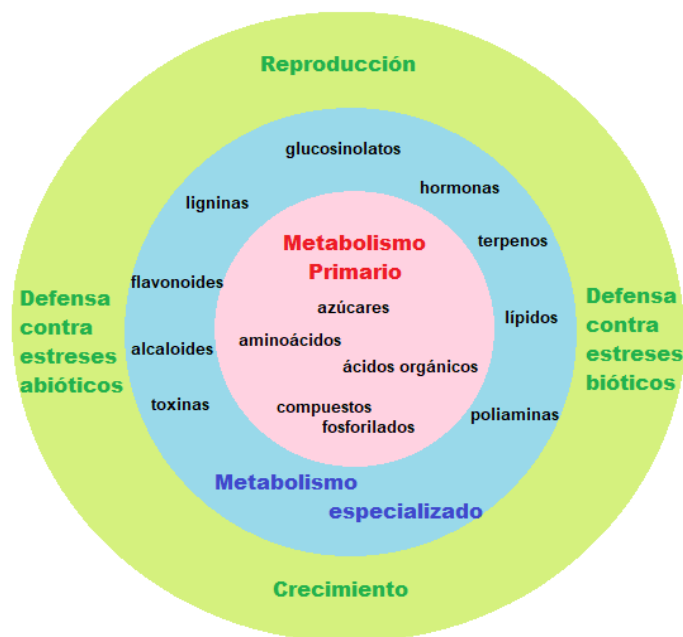 Reproducción
glucosinolatos
hormonas
ligninas
terpenos
Metabolismo
Primario
flavonoides
azúcares
lípidos
Defensa
contra
estreses
abióticos
Defensa
contra
estreses
bióticos
aminoácidos
alcaloides
ácidos orgánicos
toxinas
compuestos
fosforilados
poliaminas
Metabolismo
especializado
Crecimiento